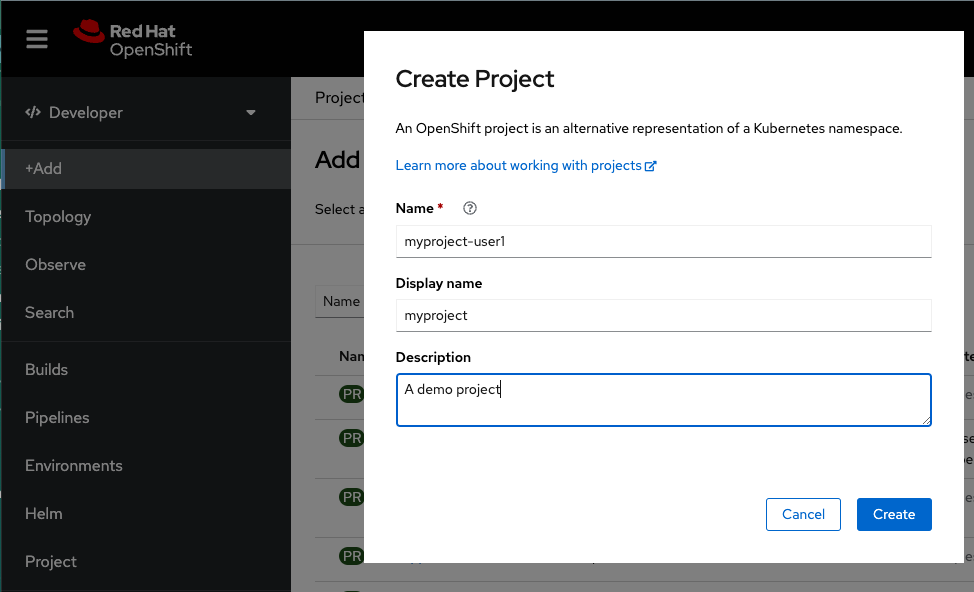 Red Hat
OpenShift
Developer
+Add
Topology
Observe
Search
Builds
Pipelines
Environments
Helm
Project
Project
Add
Select a
Name
Nam
PR
PR
PR
PR
Create Project
An OpenShift project is an alternative representation of a Kubernetes namespace.
Learn more about working with projects
Name *
myproject-user1
Display name
myproject
Description
A demo project
Cancel
Create